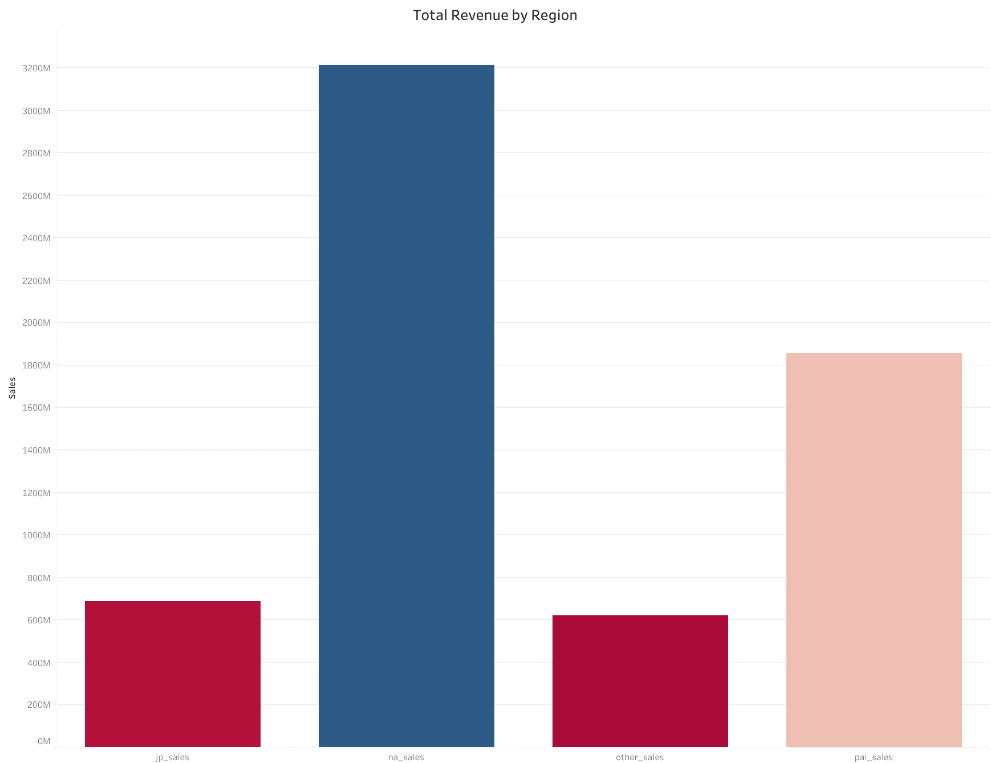 Total Revenue by Region
3200M
3000M
2800M
2600M
2400M
2200M
2000M
1800M
1600M
1400M
1200M
1000M
800M
600M
400M
200M
0M
Sales
jp_sales
na_sales
other_sales
pal_sales